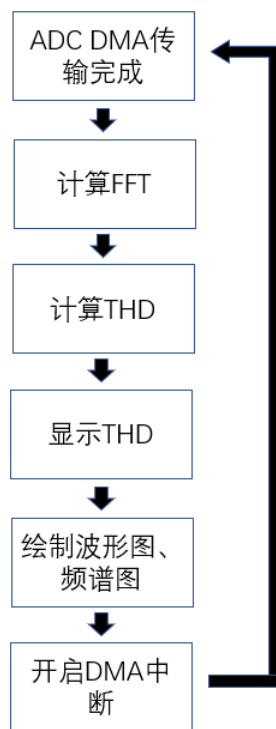 ADC DMA传
输完成
计算FFT
计算THD
显示THD
绘制波形图、
频谱图
开启DMA中
断